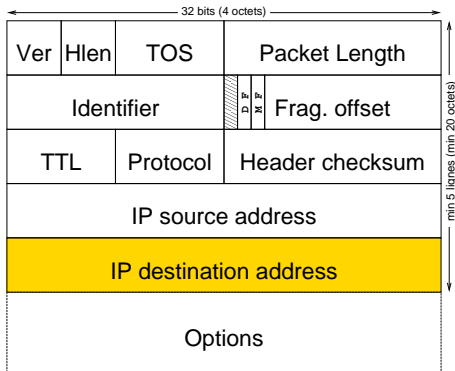 32 bits (4 octets)
Ver Hlen TOS Packet Length
Identifier D F M F Frag. offset
TTL Protocol Header checksum
IP source address
IP destination address
Options
min 5 lignes (min 20 octets)